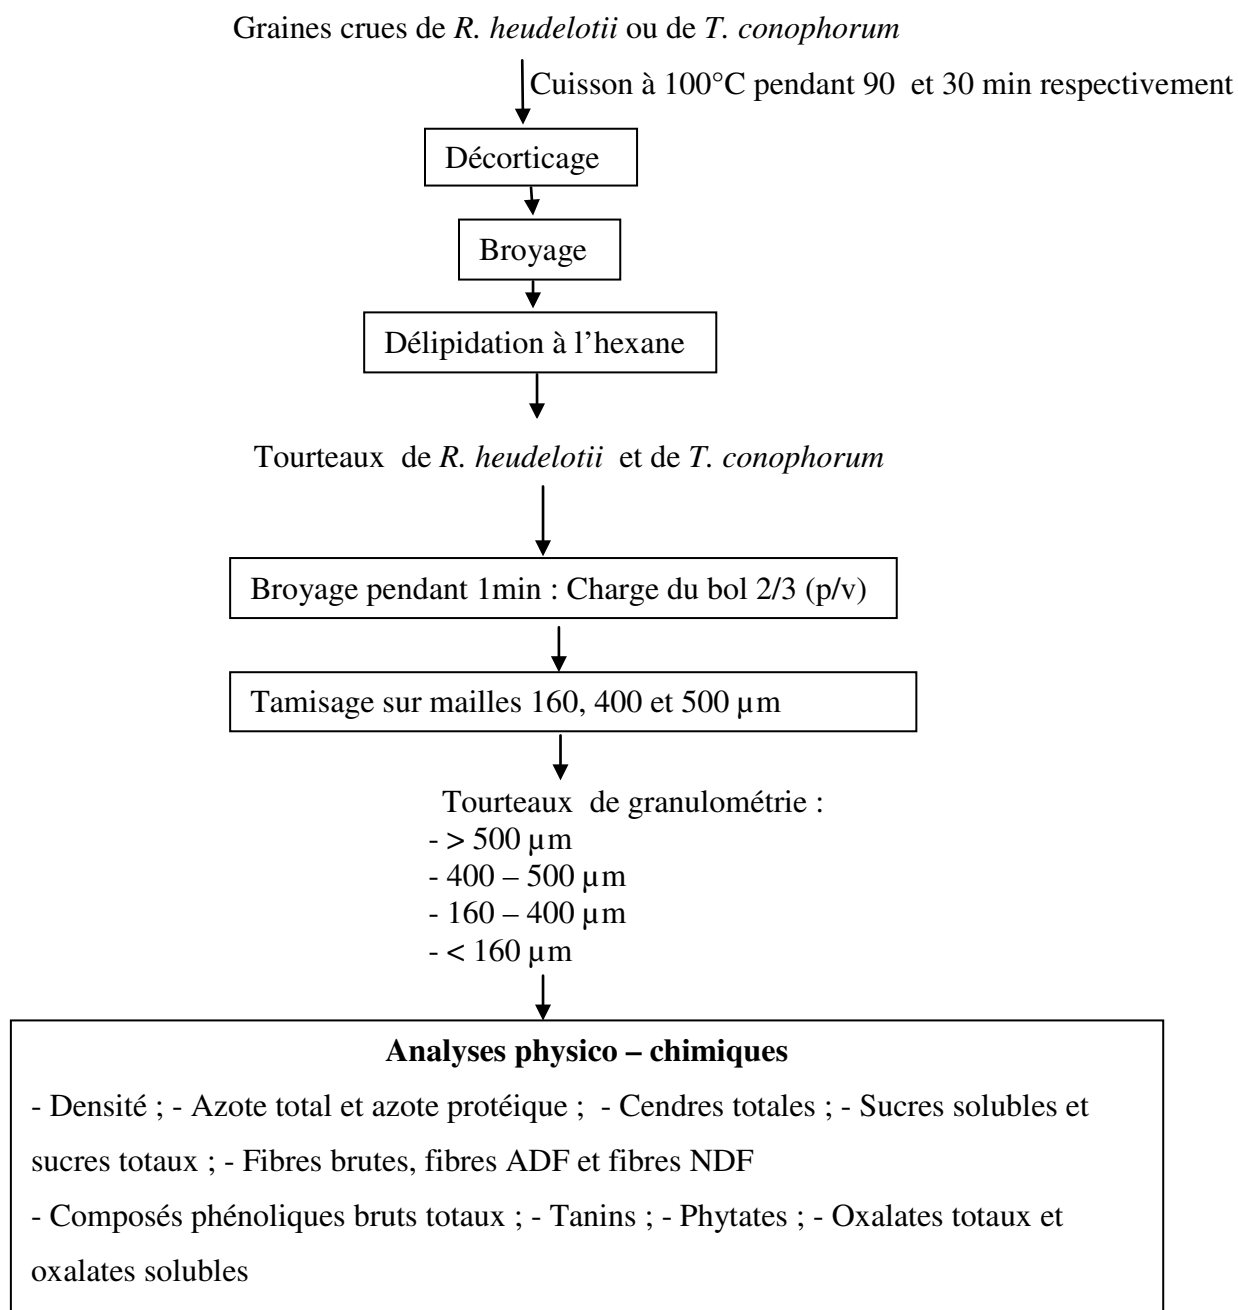 Graines crues de R. heudelotii ou de T. conophorum
Cuisson à 100°C pendant 90 et 30 min respectivement
Décorticage
Broyage
Délipidation à l’hexane
Tourteaux de R. heudelotii et de T. conophorum
Broyage pendant 1min : Charge du bol 2/3 (p/v)
Tamisage sur mailles 160, 400 et 500 µm
Tourteaux de granulométrie :
- > 500 µm
- 400 – 500 µm
- 160 – 400 µm
- < 160 µm
Analyses physico – chimiques
- Densité ; - Azote total et azote protéique ; - Cendres totales ; - Sucres solubles et
sucres totaux ; - Fibres brutes, fibres ADF et fibres NDF
- Composés phénoliques bruts totaux ; - Tanins ; - Phytates ; - Oxalates totaux et
oxalates solubles